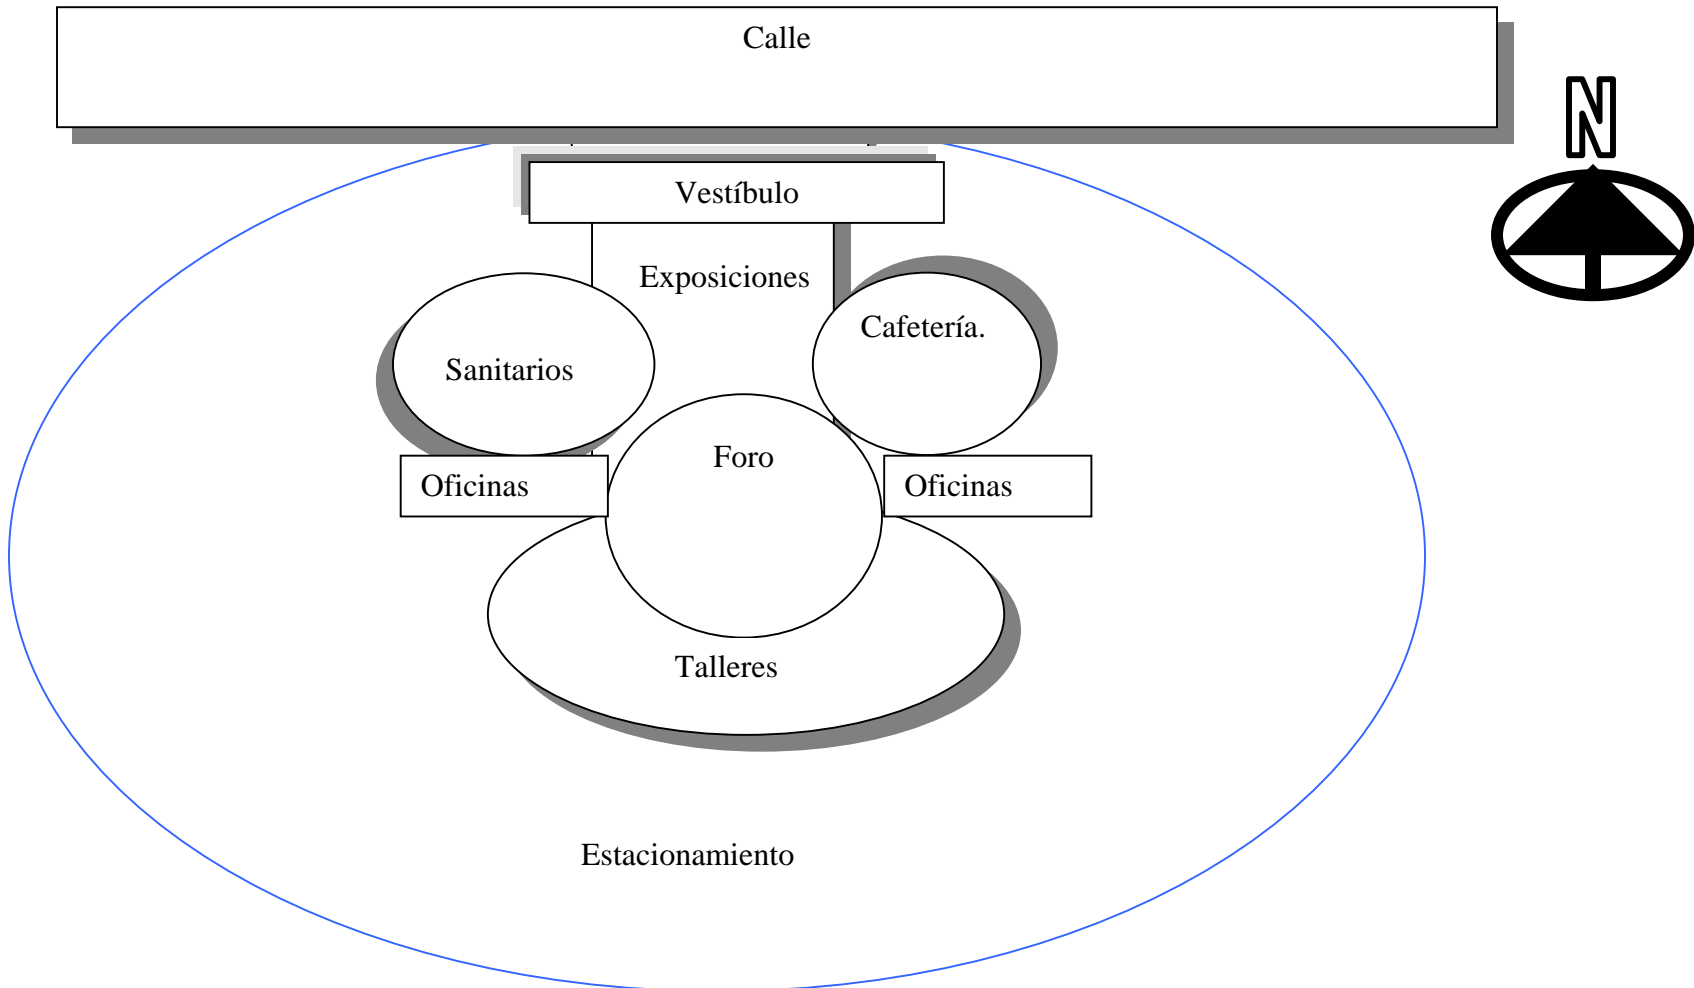 Calle
N
Vestíbulo
Exposiciones
Cafetería.
Sanitarios
Foro
Oficinas
Oficinas
Talleres
Estacionamiento